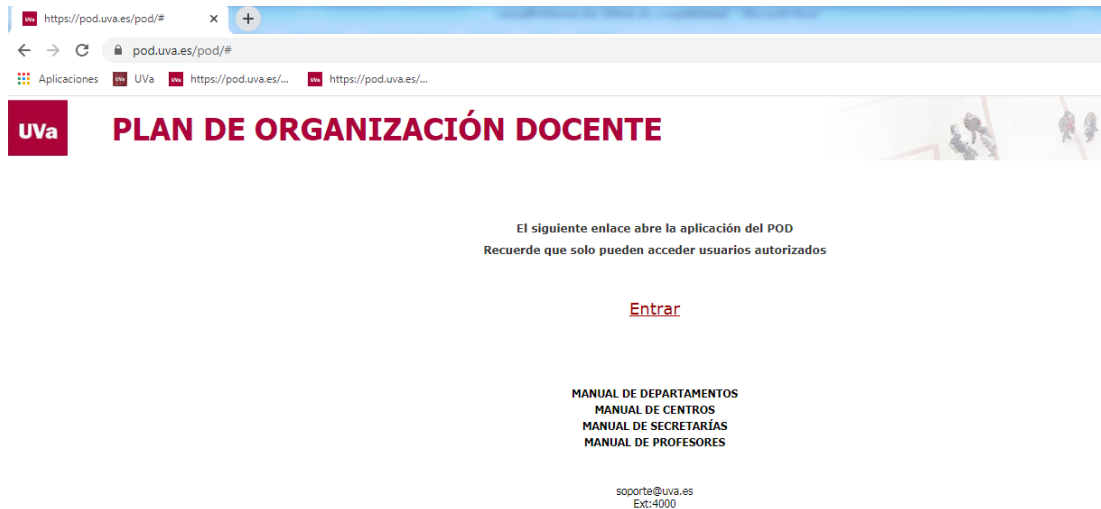 https://pod.uva.es/pod/#
pod.uva.es/pod/#
Aplicaciones UVa https://pod.uva.es/... https://pod.uva.es/...
UVa PLAN DE ORGANIZACIÓN DOCENTE
El siguiente enlace abre la aplicación del POD
Recuerde que solo pueden acceder usuarios autorizados
Entrar
MANUAL DE DEPARTAMENTOS
MANUAL DE CENTROS
MANUAL DE SECRETARÍAS
MANUAL DE PROFESORES
soporte@uva.es
Ext:4000